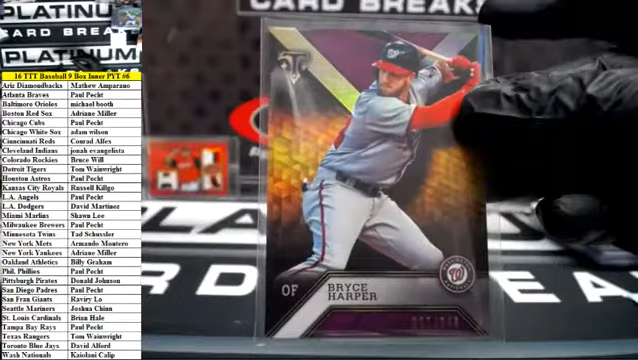 PLATINUM
CARD BREAK
PLATINUM
CARD BREAKS
16 TTT Baseball 9 Box Inner PYT #6
Ariz Diamondbacks Mathew Amparano
Atlanta Braves Paul Pecht
Baltimore Orioles michael booth
Boston Red Sox Adriane Miller
Chicago Cubs Paul Pecht
Chicago White Sox adam wilson
Cinncinnati Reds Conrad Alfes
Cleveland Indians jonah evangelista
Colorado Rockies Bruce Will
Detroit Tigers Tom Wainwright
Houston Astros Paul Pecht
Kansas City Royals Russell Killgo
L.A. Angels Paul Pecht
L.A. Dodgers David Martinez
Miami Marlins Shawn Lee
Milwaukee Brewers Paul Pecht
Minnesota Twins Tad Schussler
New York Mets Armando Montero
New York Yankees Adriane Miller
Oakland Athletics Billy Graham
Phil. Phillies Paul Pecht
Pittsburgh Pirates Donald Johnson
San Diego Padres Paul Pecht
San Fran Giants Raviry Lo
Seattle Mariners Joshua Chinn
St. Louis Cardinals Brian Hale
Tampa Bay Rays Paul Pecht
Texas Rangers Tom Wainwright
Toronto Blue Jays David Alford
Wash Nationals Kaiolani Calip
OF
BRYCE
HARPER
W